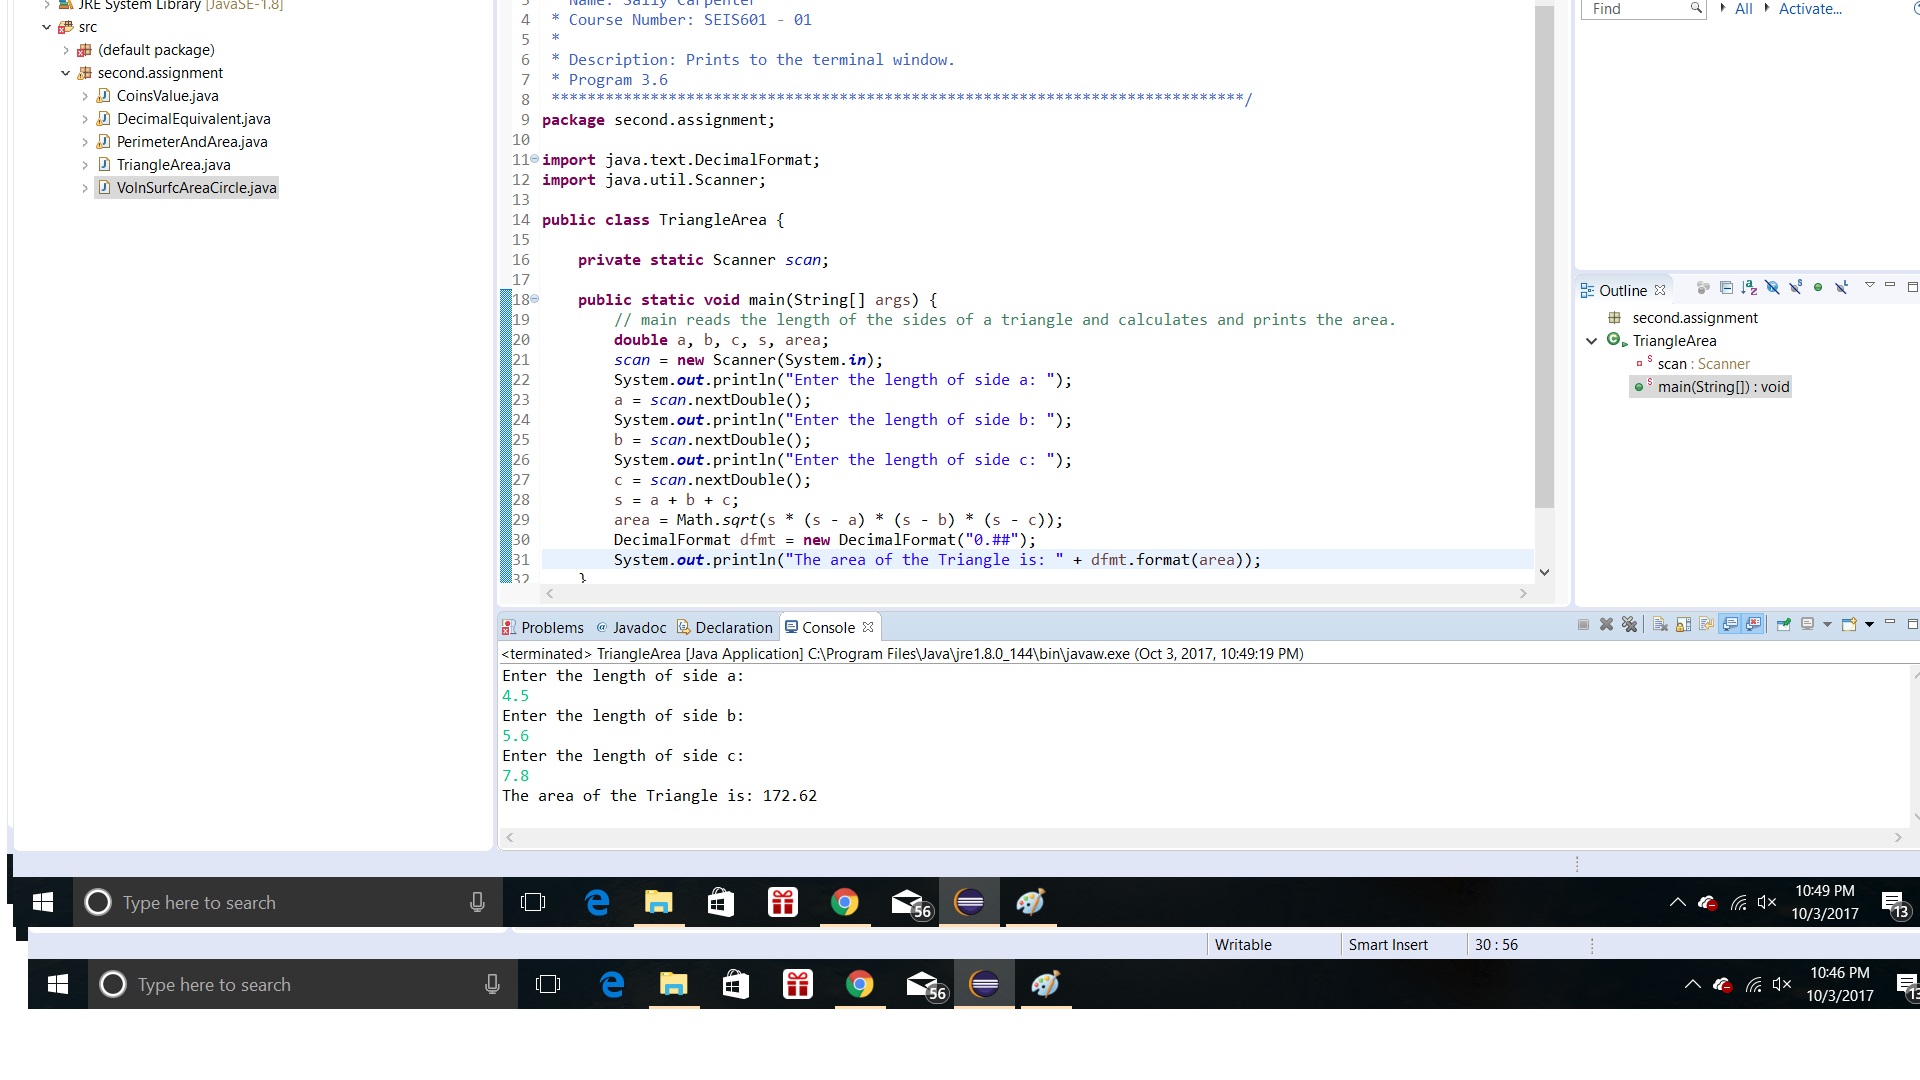 JRE System Library [JavaSE-1.8]
src
(default package)
second.assignment
CoinsValue.java
DecimalEquivalent.java
PerimeterAndArea.java
TriangleArea.java
VolnSurfcAreaCircle.java
3 * Name: Sally Carpenter
4 * Course Number: SEIS601 - 01
5 *
6 * Description: Prints to the terminal window.
7 * Program 3.6
8 *****************************************************************************/
9 package second.assignment;
10
11 import java.text.DecimalFormat;
12 import java.util.Scanner;
13
14 public class TriangleArea {
15
16 private static Scanner scan;
17
18 public static void main(String[] args) {
19 // main reads the length of the sides of a triangle and calculates and prints the area.
20 double a, b, c, s, area;
21 scan = new Scanner(System.in);
22 System.out.println("Enter the length of side a: ");
23 a = scan.nextDouble();
24 System.out.println("Enter the length of side b: ");
25 b = scan.nextDouble();
26 System.out.println("Enter the length of side c: ");
27 c = scan.nextDouble();
28 s = a + b + c;
29 area = Math.sqrt(s * (s - a) * (s - b) * (s - c));
30 DecimalFormat dfmt = new DecimalFormat("0.##");
31 System.out.println("The area of the Triangle is: " + dfmt.format(area));
32 }
Find All Activate...
Outline
second.assignment
TriangleArea
scan : Scanner
main(String[]) : void
Problems @ Javadoc Declaration Console
<terminated> TriangleArea [Java Application] C:\Program Files\Java\jre1.8.0_144\bin\javaw.exe (Oct 3, 2017, 10:49:19 PM)
Enter the length of side a:
4.5
Enter the length of side b:
5.6
Enter the length of side c:
7.8
The area of the Triangle is: 172.62
Type here to search
56
10:49 PM
10/3/2017
13
Writable Smart Insert 30 : 56
Type here to search
56
10:46 PM
10/3/2017
13